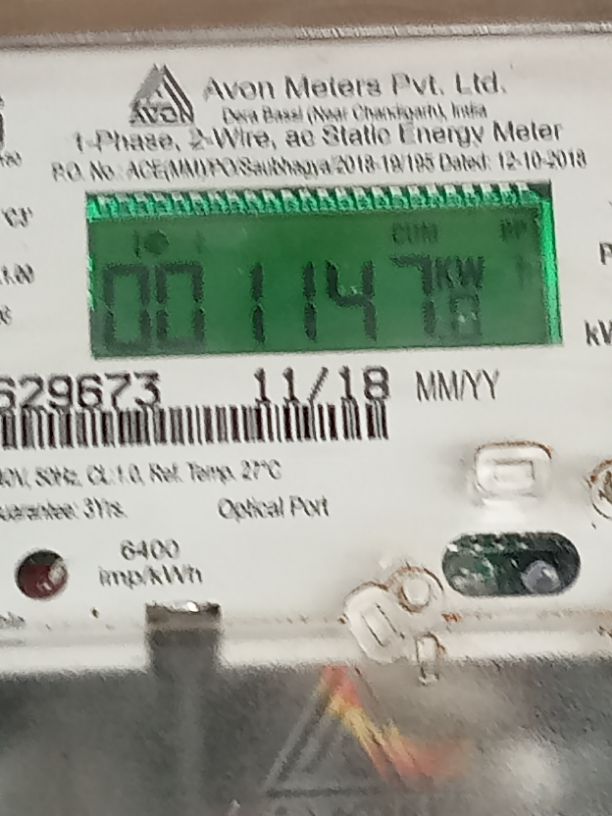 Avon Meters Pvt. Ltd.
AVON
Dera Bassi (Near Chandigarh), India
1-Phase, 2-Wire, ac Static Energy Meter
P.O. No.: ACE(MM)/PO/Saubhagya/2018-19/195 Dated: 12-10-2018
CUM
001147
KW
629673 11/18 MM/YY
50Hz, CL:1.0, Ref. Temp. 27°C
Guarantee: 3Yrs. Optical Port
6400
imp/kWh